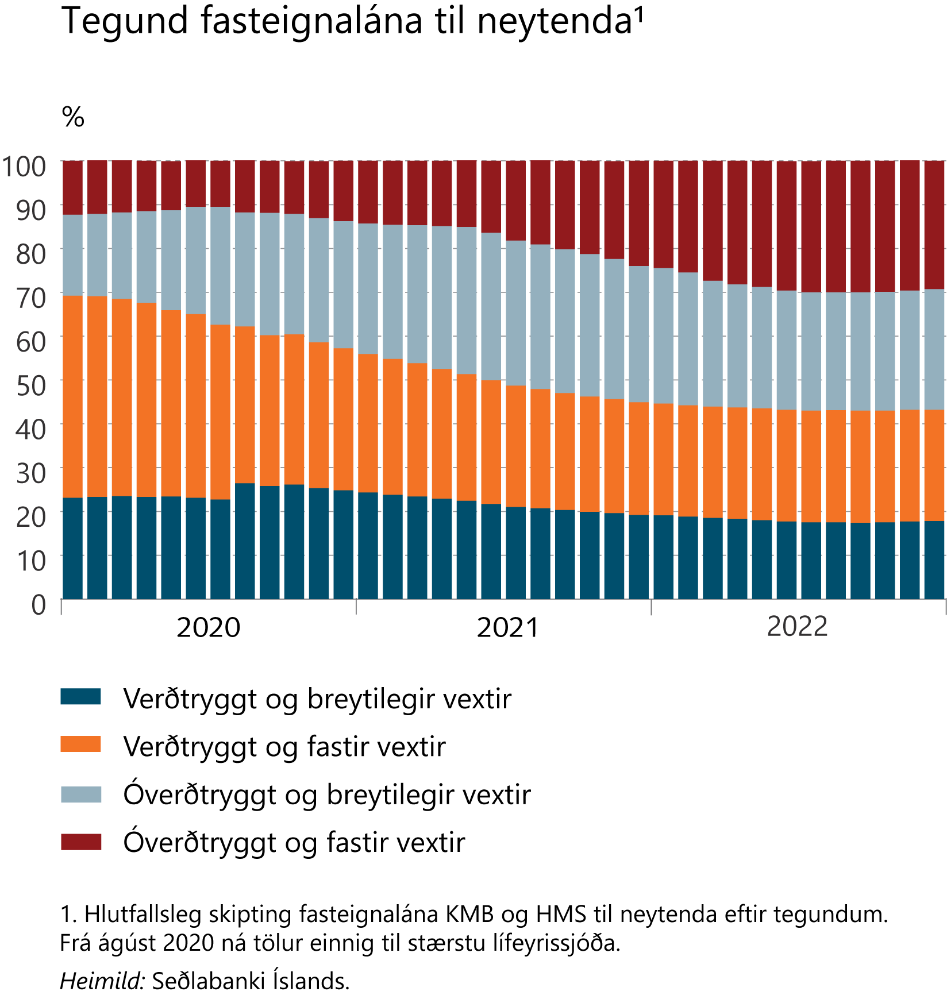 Tegund fasteignalána til neytenda¹
%
100
90
80
70
60
50
40
30
20
10
0
2020 2021 2022
Verðtryggt og breytilegir vextir
Verðtryggt og fastir vextir
Óverðtryggt og breytilegir vextir
Óverðtryggt og fastir vextir
1. Hlutfallsleg skipting fasteignalána KMB og HMS til neytenda eftir tegundum.
Frá ágúst 2020 ná tölur einnig til stærstu lífeyrissjóða.
Heimild: Seðlabanki Íslands.